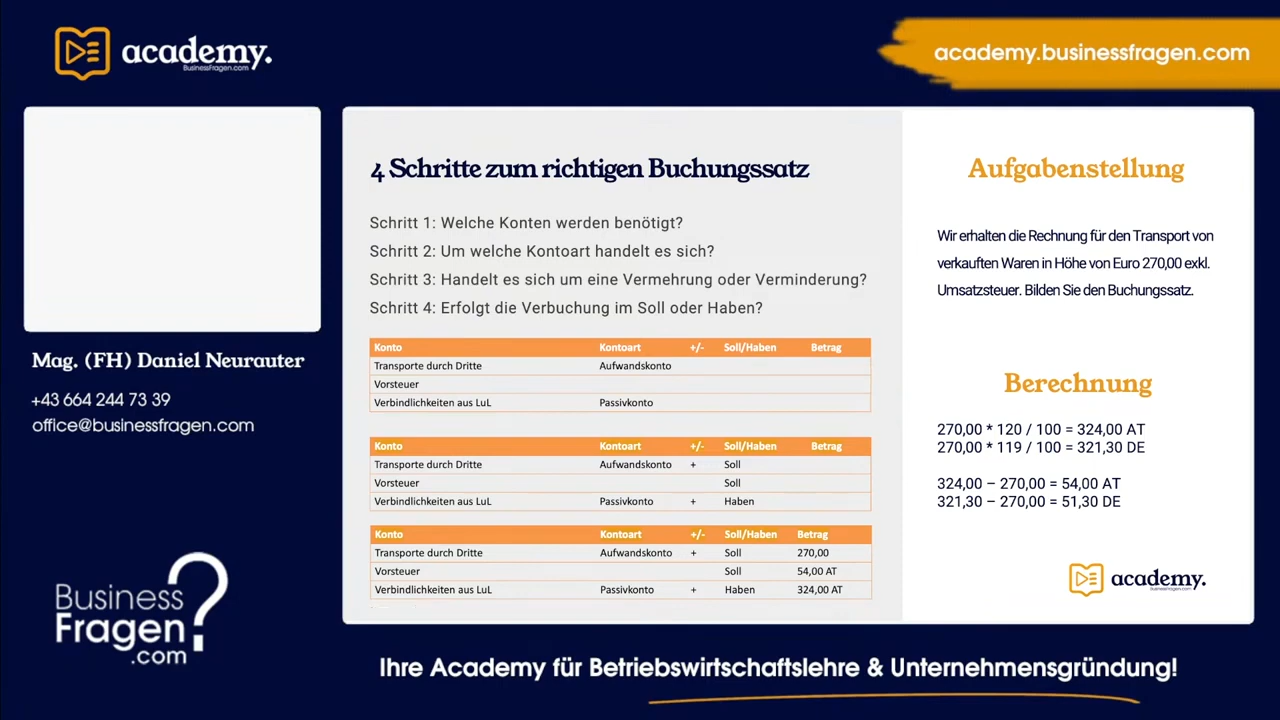 academy.
BusinessFragen.com
academy.businessfragen.com
Mag. (FH) Daniel Neurauter
+43 664 244 73 39
office@businessfragen.com
Business
Fragen
.com
?
4 Schritte zum richtigen Buchungssatz
Schritt 1: Welche Konten werden benötigt?
Schritt 2: Um welche Kontoart handelt es sich?
Schritt 3: Handelt es sich um eine Vermehrung oder Verminderung?
Schritt 4: Erfolgt die Verbuchung im Soll oder Haben?
Konto Kontoart +/- Soll/Haben Betrag
Transporte durch Dritte Aufwandskonto
Vorsteuer
Verbindlichkeiten aus LuL Passivkonto
Konto Kontoart +/- Soll/Haben Betrag
Transporte durch Dritte Aufwandskonto + Soll
Vorsteuer Soll
Verbindlichkeiten aus LuL Passivkonto + Haben
Konto Kontoart +/- Soll/Haben Betrag
Transporte durch Dritte Aufwandskonto + Soll 270,00
Vorsteuer Soll 54,00 AT
Verbindlichkeiten aus LuL Passivkonto + Haben 324,00 AT
Aufgabenstellung
Wir erhalten die Rechnung für den Transport von
verkauften Waren in Höhe von Euro 270,00 exkl.
Umsatzsteuer. Bilden Sie den Buchungssatz.
Berechnung
270,00 * 120 / 100 = 324,00 AT
270,00 * 119 / 100 = 321,30 DE
324,00 – 270,00 = 54,00 AT
321,30 – 270,00 = 51,30 DE
academy.
BusinessFragen.com
Ihre Academy für Betriebswirtschaftslehre & Unternehmensgründung!